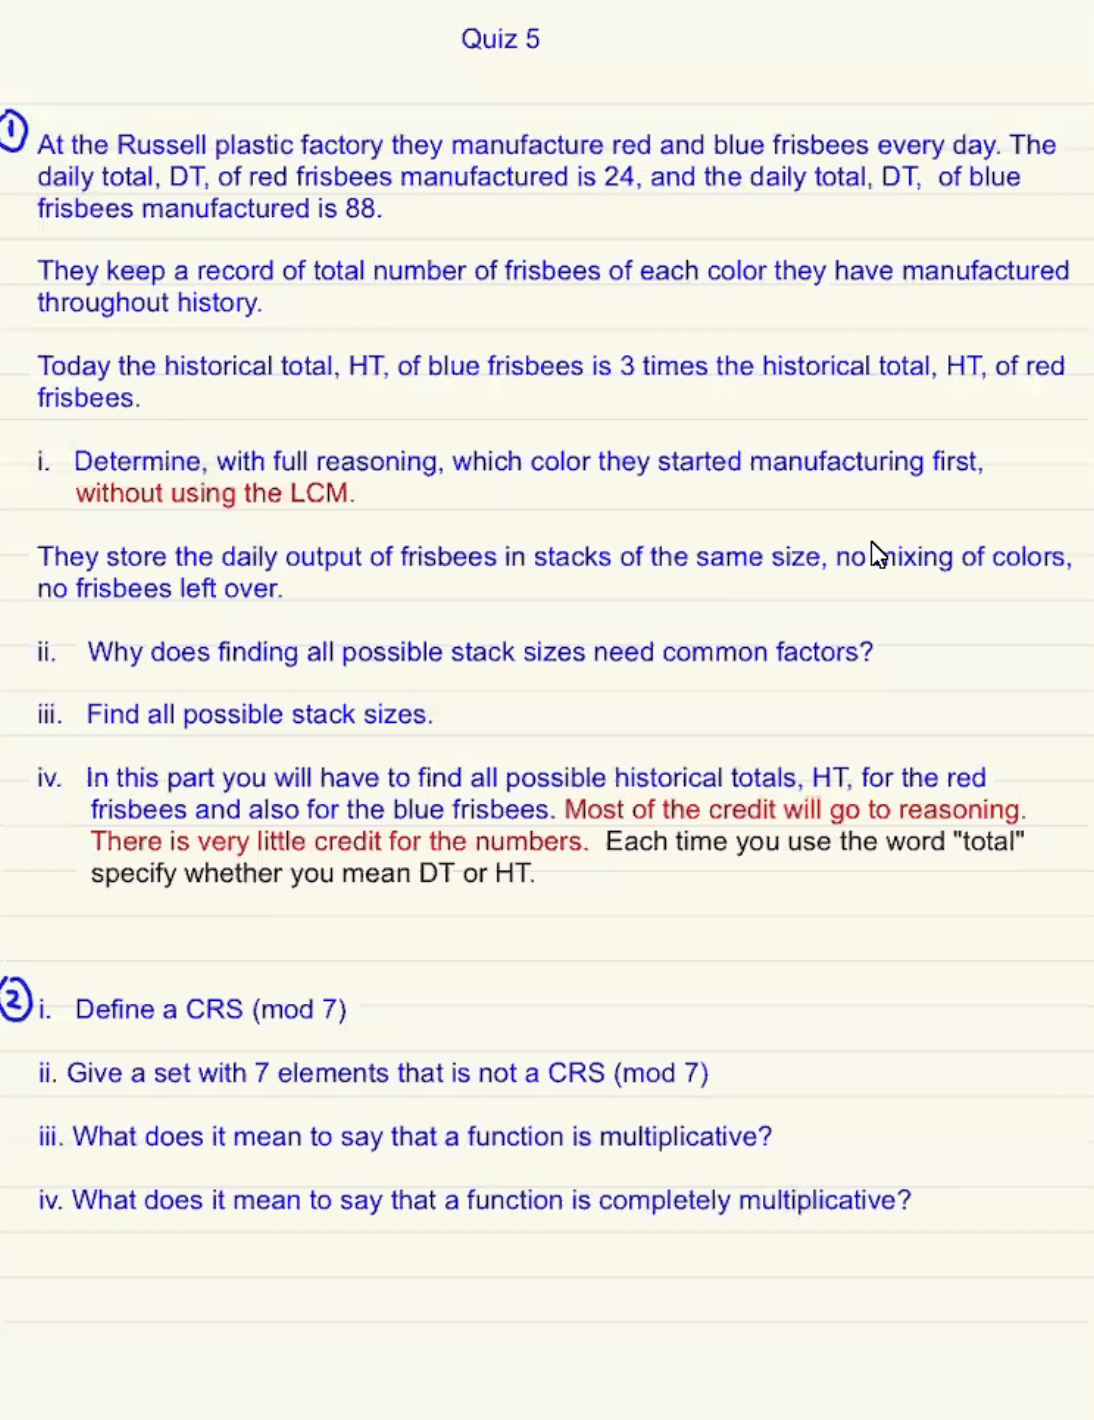 Quiz 5
1
At the Russell plastic factory they manufacture red and blue frisbees every day. The
daily total, DT, of red frisbees manufactured is 24, and the daily total, DT, of blue
frisbees manufactured is 88.
They keep a record of total number of frisbees of each color they have manufactured
throughout history.
Today the historical total, HT, of blue frisbees is 3 times the historical total, HT, of red
frisbees.
i. Determine, with full reasoning, which color they started manufacturing first,
without using the LCM.
They store the daily output of frisbees in stacks of the same size, no mixing of colors,
no frisbees left over.
ii. Why does finding all possible stack sizes need common factors?
iii. Find all possible stack sizes.
iv. In this part you will have to find all possible historical totals, HT, for the red
frisbees and also for the blue frisbees. Most of the credit will go to reasoning.
There is very little credit for the numbers. Each time you use the word "total"
specify whether you mean DT or HT.
2 i. Define a CRS (mod 7)
ii. Give a set with 7 elements that is not a CRS (mod 7)
iii. What does it mean to say that a function is multiplicative?
iv. What does it mean to say that a function is completely multiplicative?